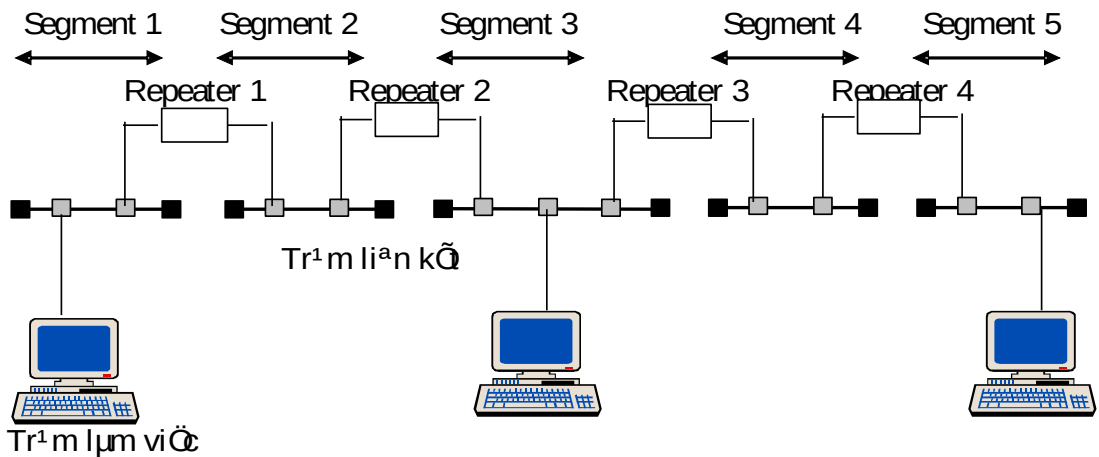 Segment 1 Segment 2 Segment 3 Segment 4 Segment 5
Repeater 1 Repeater 2 Repeater 3 Repeater 4
Tr¹m liªn kÕt
Tr¹m lµm viÖc